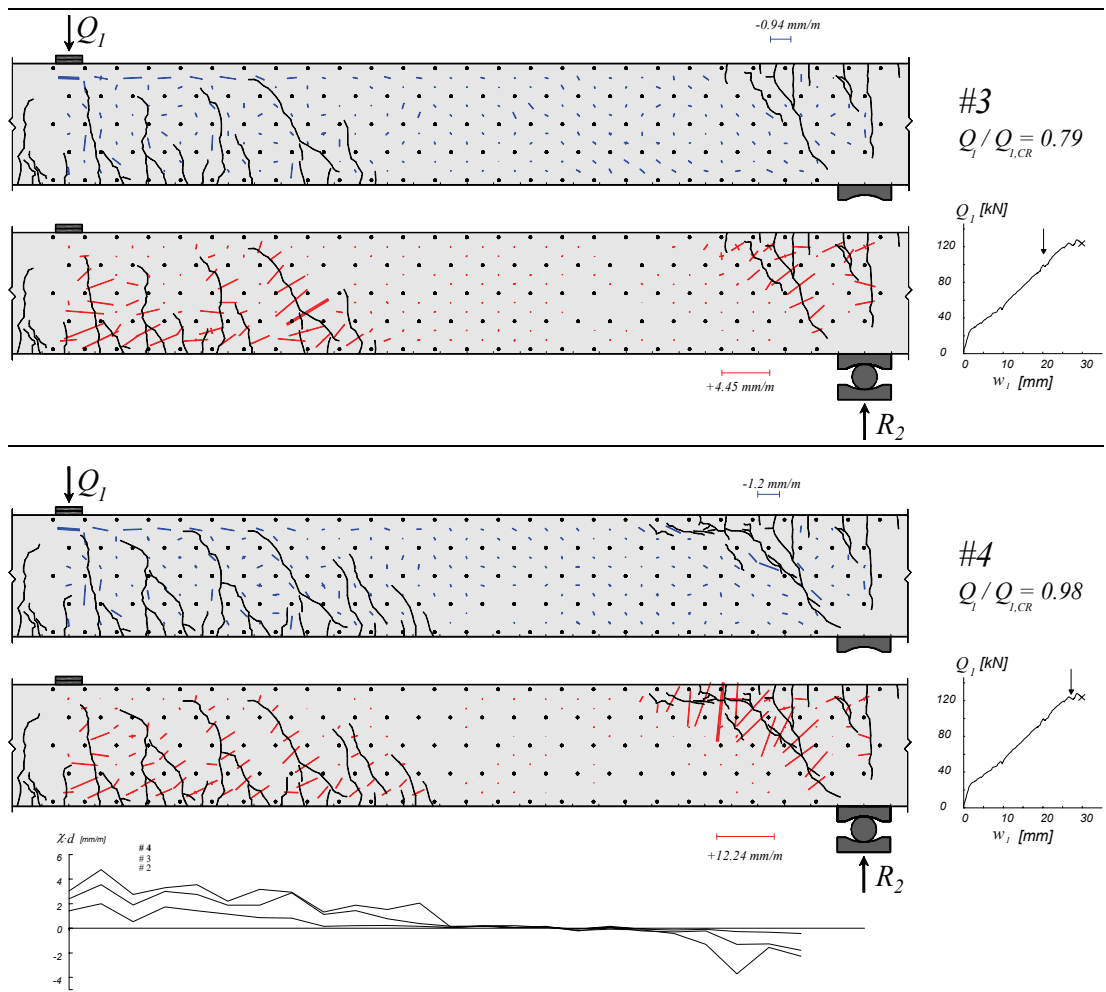 Q1
-0.94 mm/m
#3
Q1 / Q1,CR = 0.79
Q1 [kN]
120
80
40
0
0 10 20 30
w1 [mm]
+4.45 mm/m
R2
Q1
-1.2 mm/m
#4
Q1 / Q1,CR = 0.98
Q1 [kN]
120
80
40
0
0 10 20 30
w1 [mm]
+12.24 mm/m
R2
χ·d [mm/m]
# 4
# 3
# 2
6
4
2
0
-2
-4